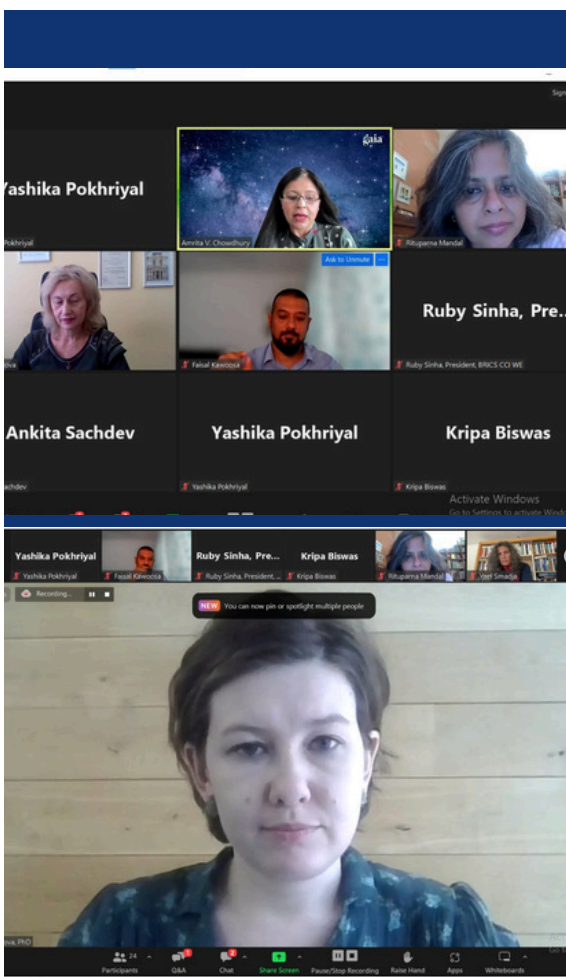 Sign
gaia
Yashika Pokhriyal
Pokhriyal
Amrita V. Chowdhury
Rituparna Mandal
Ask to Unmute
Faisal Kawoosa
Ruby Sinha, Pre...
Ruby Sinha, President, BRICS CCI WE
Ankita Sachdev
Yashika Pokhriyal
Kripa Biswas
achdev
Yashika Pokhriyal
Kripa Biswas
Activate Windows
Go to Settings to activate Windo
Yashika Pokhriyal
Ruby Sinha, Pre...
Kripa Biswas
Yashika Pokhriyal
Faisal Kawoosa
Ruby Sinha, President, ...
Kripa Biswas
Rituparna Mandal
Yael Smadja
Recording...
NEW You can now pin or spotlight multiple people
ova, PhD
24
Participants
Q&A
Chat
Share Screen
Pause/Stop Recording
Raise Hand
Apps
Whiteboards